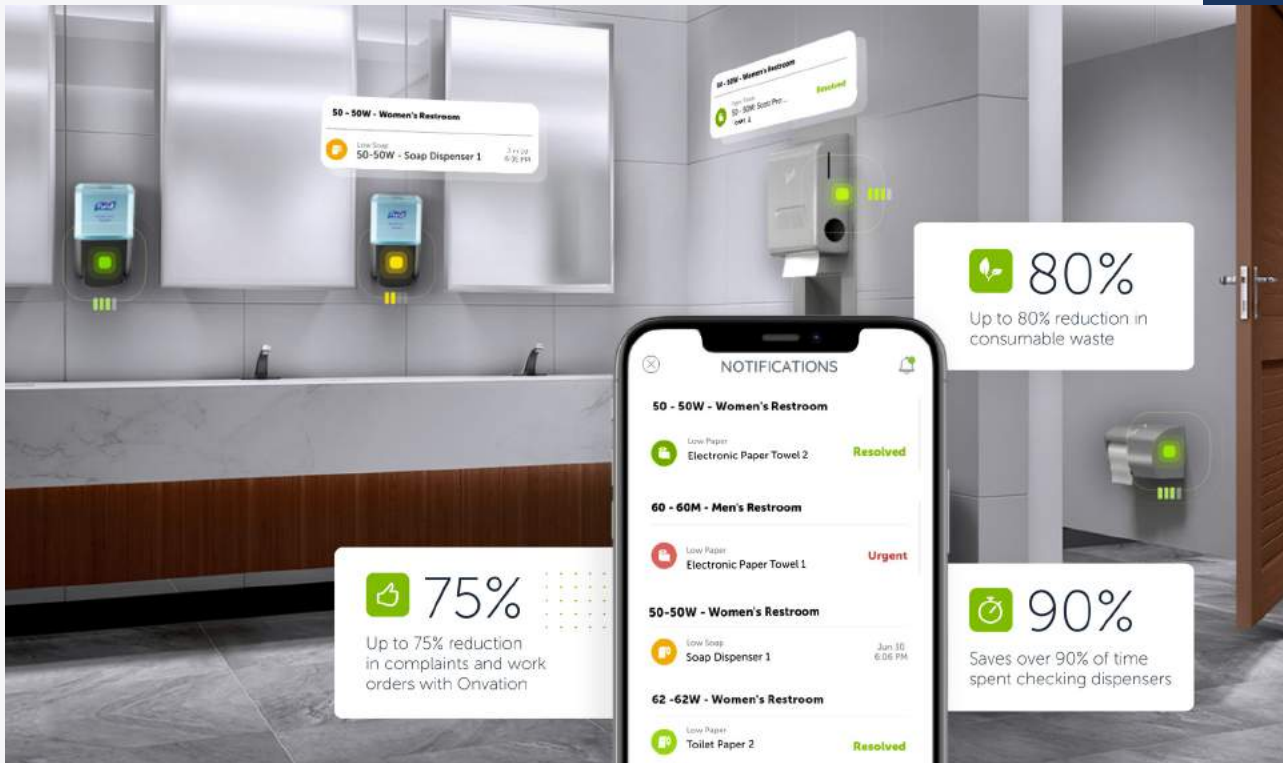 50 - 50W - Women's Restroom
Low Soap
50-50W - Soap Dispenser 1
6:06 PM
50 - 50W - Women's Restroom
Resolved
80%
Up to 80% reduction in
consumable waste
NOTIFICATIONS
50 - 50W - Women's Restroom
Low Paper
Electronic Paper Towel 2
Resolved
60 - 60M - Men's Restroom
Low Paper
Electronic Paper Towel 1
Urgent
50-50W - Women's Restroom
Low Soap
Soap Dispenser 1
Jun 30
6:06 PM
62 -62W - Women's Restroom
Low Paper
Toilet Paper 2
Resolved
75%
Up to 75% reduction
in complaints and work
orders with Onvation
90%
Saves over 90% of time
spent checking dispensers